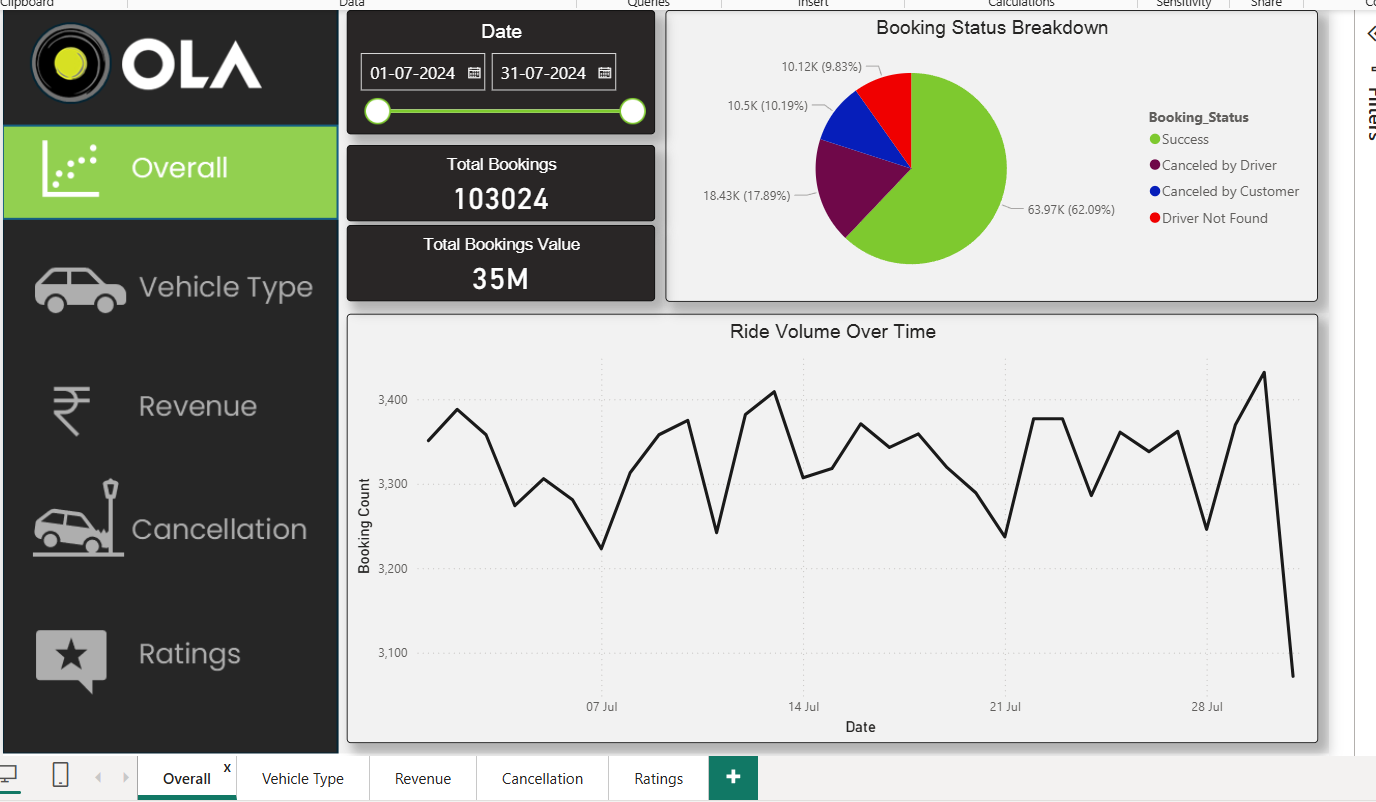 Clipboard
Data
Queries
Insert
Calculations
Sensitivity
Share
OLA
Overall
Vehicle Type
Revenue
Cancellation
Ratings
Date
01-07-2024
31-07-2024
Total Bookings
103024
Total Bookings Value
35M
Booking Status Breakdown
10.12K (9.83%)
10.5K (10.19%)
18.43K (17.89%)
63.97K (62.09%)
Booking_Status
Success
Canceled by Driver
Canceled by Customer
Driver Not Found
Filters
Ride Volume Over Time
Booking Count
3,400
3,300
3,200
3,100
07 Jul
14 Jul
21 Jul
28 Jul
Date
Overall x
Vehicle Type
Revenue
Cancellation
Ratings
+